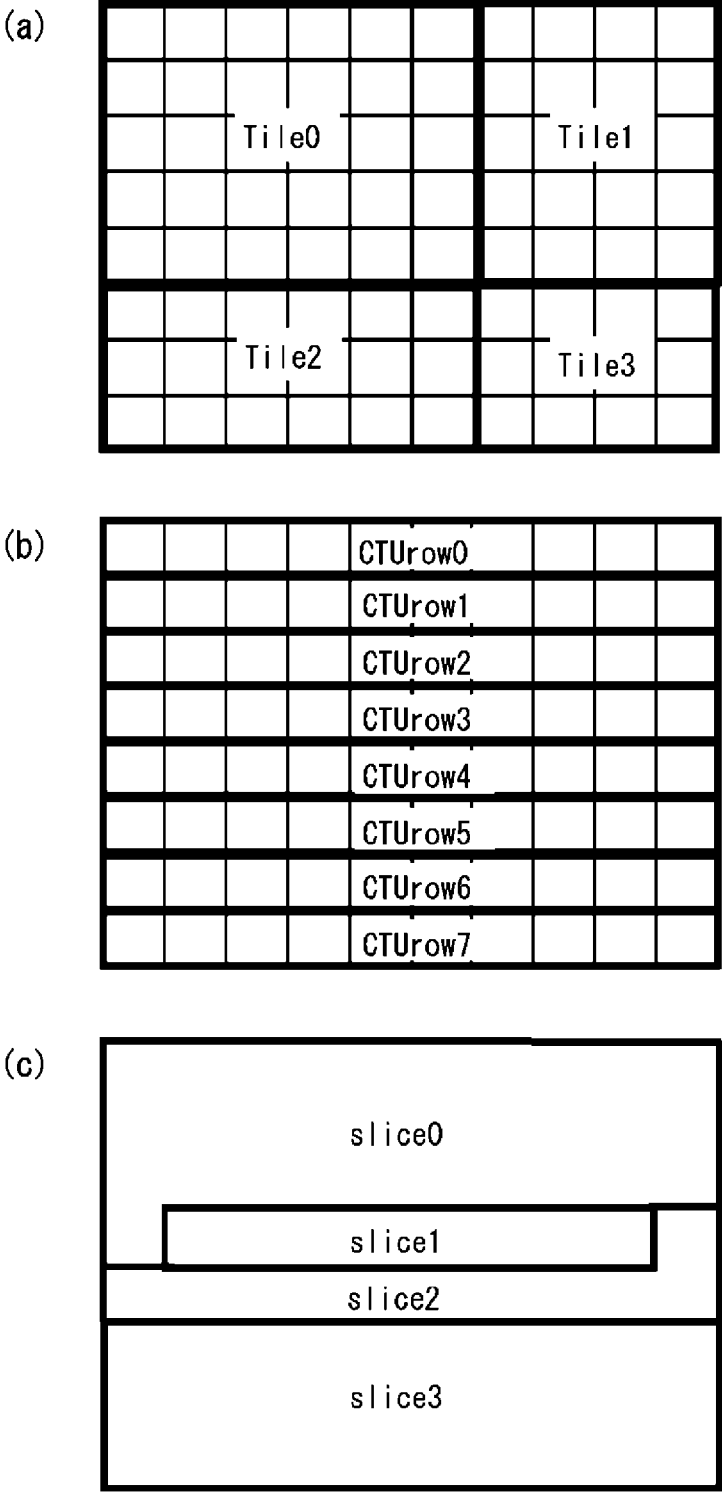 (a)
Tile0 Tile1
Tile2 Tile3
(b)
CTUrow0
CTUrow1
CTUrow2
CTUrow3
CTUrow4
CTUrow5
CTUrow6
CTUrow7
(c)
slice0
slice1
slice2
slice3